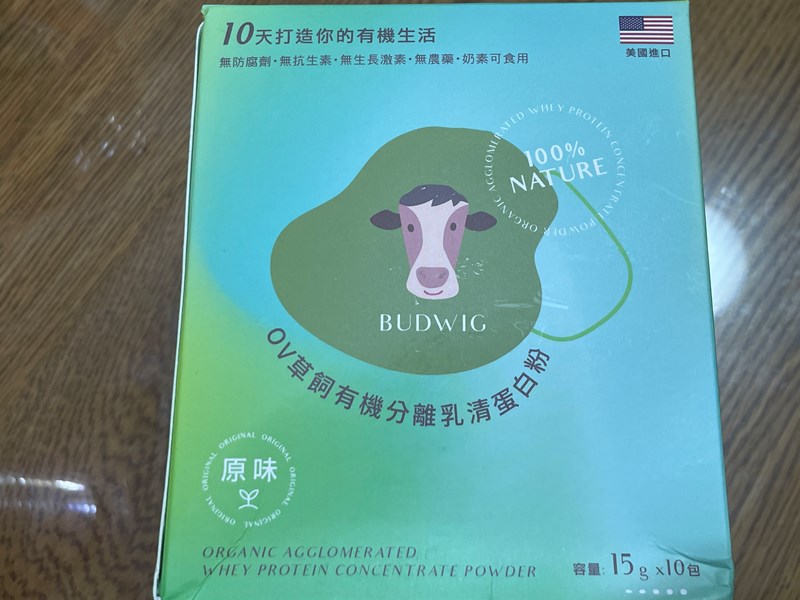 10天打造你的有機生活
無防腐劑・無抗生素・無生長激素・無農藥・奶素可食用
美國進口
ORGANIC AGGLOMERATED WHEY PROTEIN CONCENTRATE POWDER
100%
NATURE
BUDWIG
OV草飼有機分離乳清蛋白粉
ORIGINAL ORIGINAL ORIGINAL ORIGINAL ORIGINAL ORIGINAL
原味
ORGANIC AGGLOMERATED
WHEY PROTEIN CONCENTRATE POWDER
容量: 15g x10包